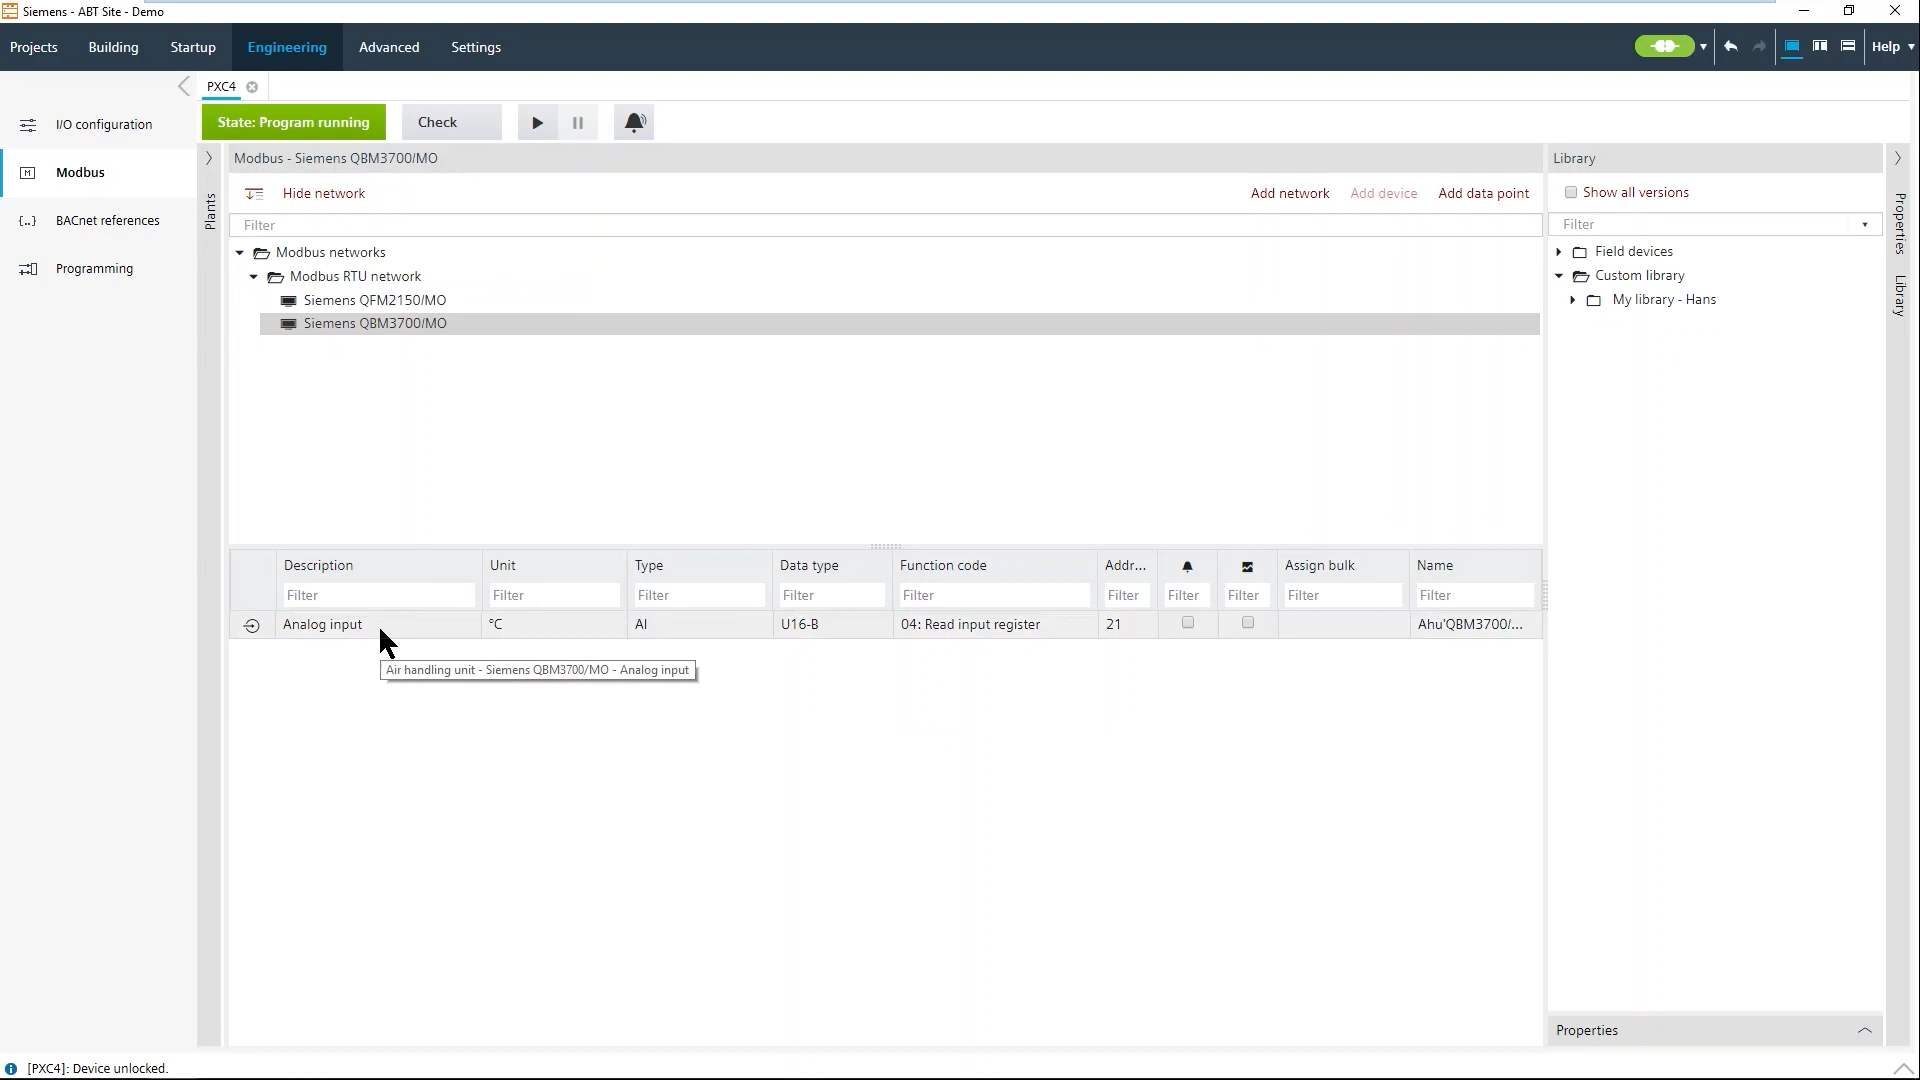 Siemens - ABT Site - Demo
Projects Building Startup Engineering Advanced Settings Help
PXC4
I/O configuration
Modbus
BACnet references
Programming
State: Program running Check
Plants
Modbus - Siemens QBM3700/MO
Hide network Add network Add device Add data point
Filter
Modbus networks
Modbus RTU network
Siemens QFM2150/MO
Siemens QBM3700/MO
Description Unit Type Data type Function code Addr... Assign bulk Name
Filter Filter Filter Filter Filter Filter Filter Filter Filter Filter
Analog input °C AI U16-B 04: Read input register 21 Ahu'QBM3700/...
Air handling unit - Siemens QBM3700/MO - Analog input
Library
Show all versions
Filter
Field devices
Custom library
My library - Hans
Properties
Properties
Library
[PXC4]: Device unlocked.